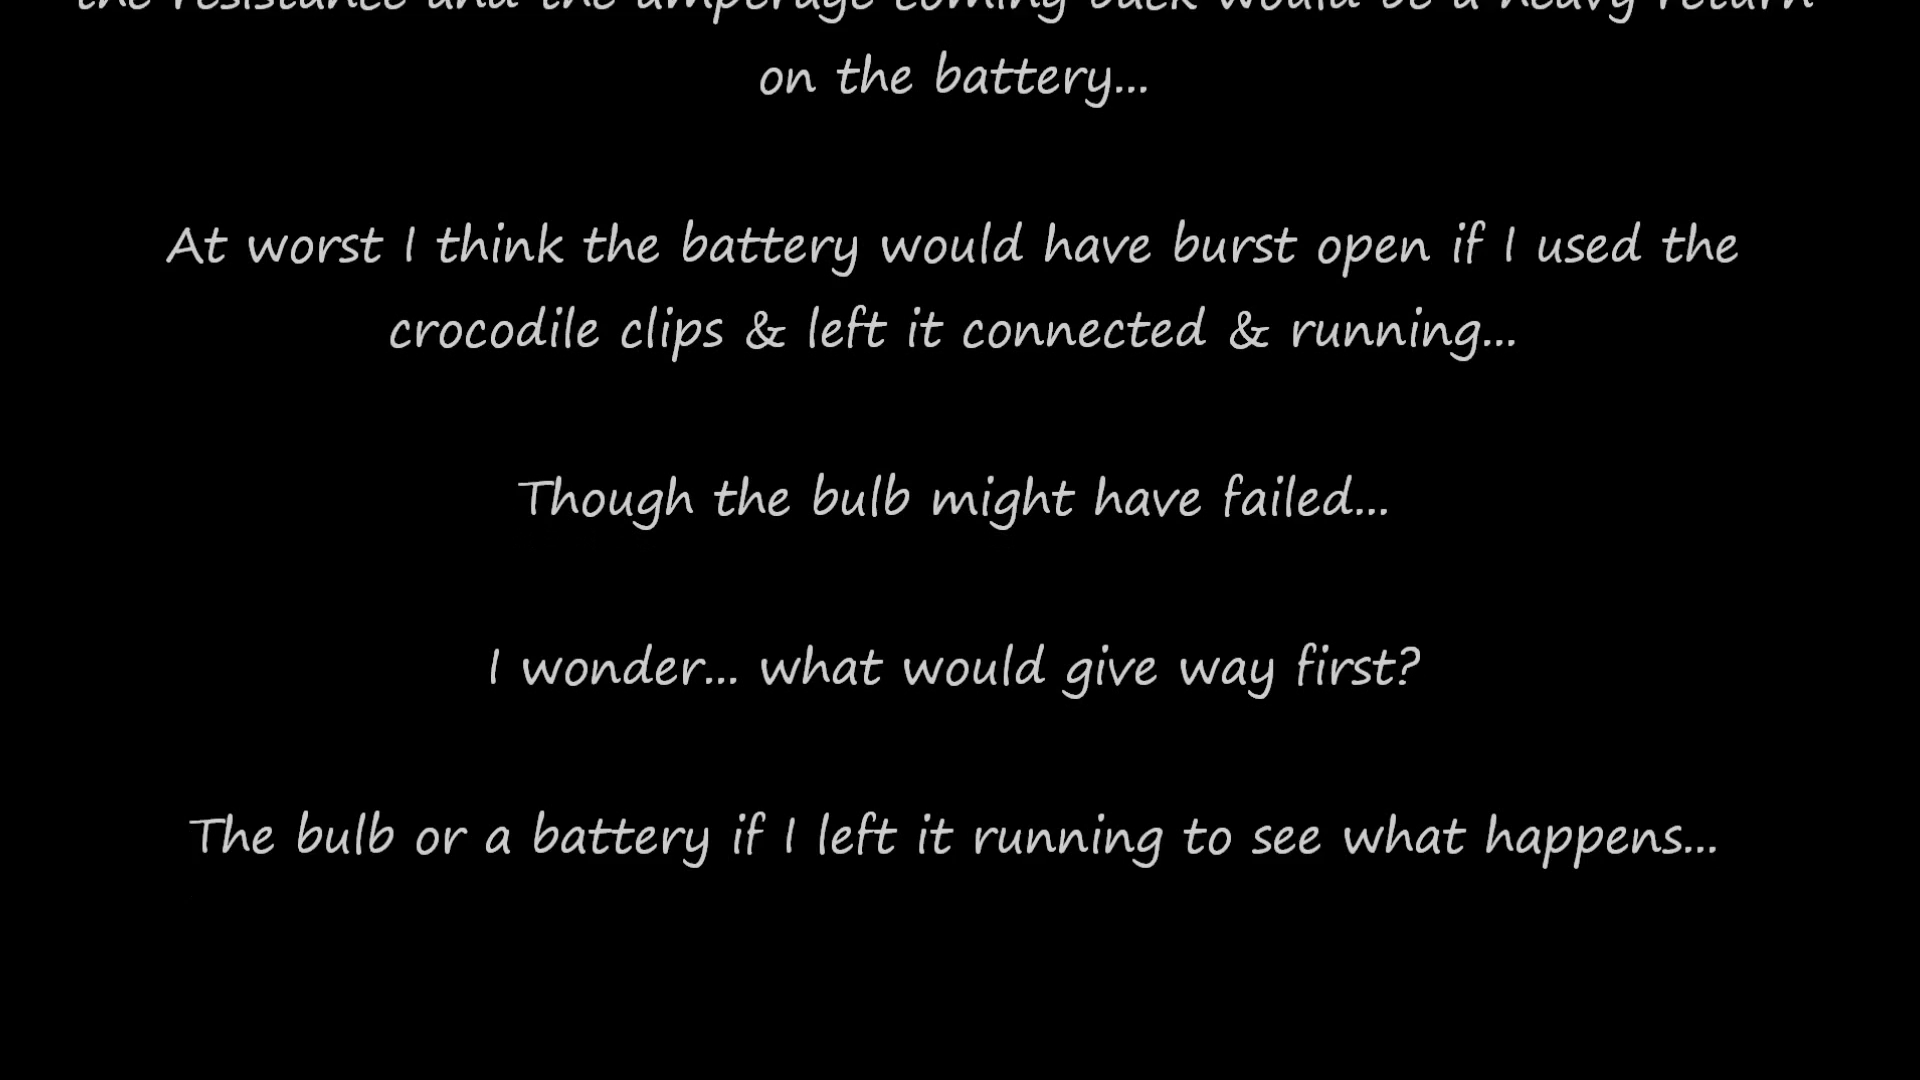 the resistance and the amperage coming back would be a heavy return
on the battery...
At worst I think the battery would have burst open if I used the
crocodile clips & left it connected & running...
Though the bulb might have failed...
I wonder... what would give way first?
The bulb or a battery if I left it running to see what happens...